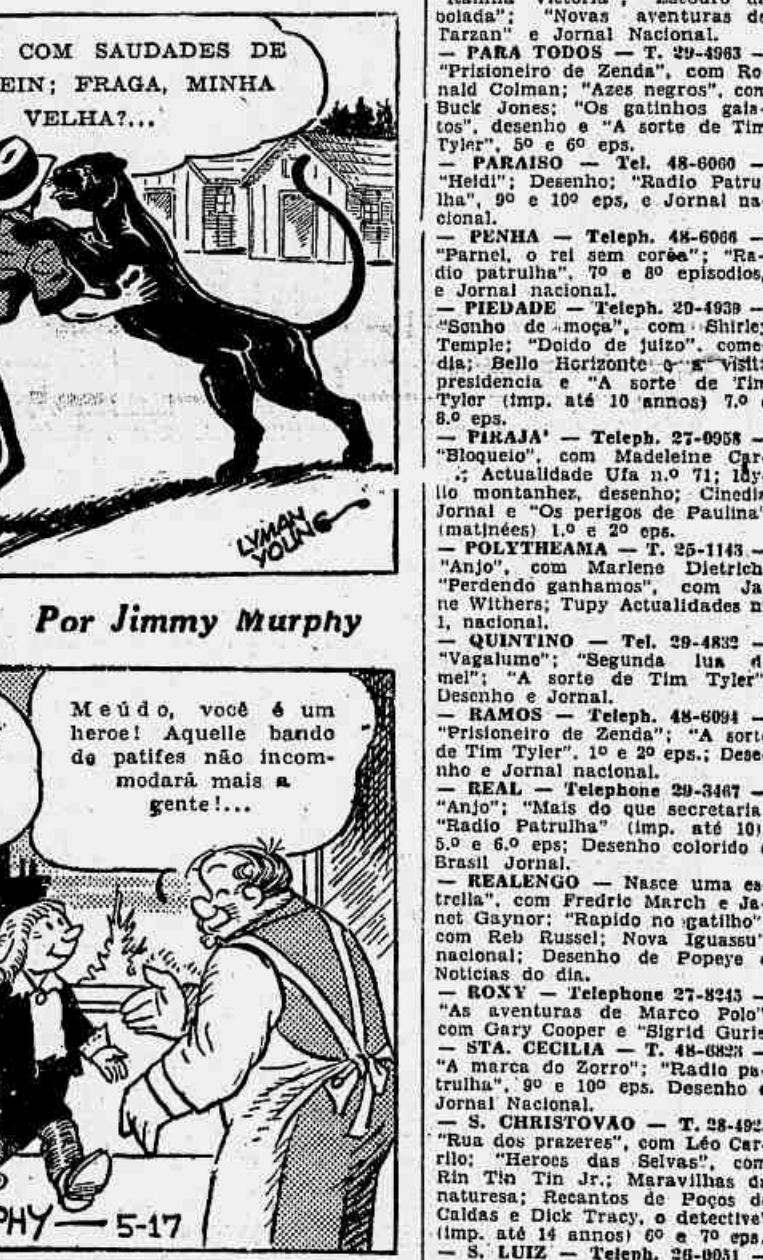 COM SAUDADES DE
EIN; FRAGA, MINHA
VELHA?...
LYMAN
YOUNG
Por Jimmy Murphy
Meúdo, você é um
heroe! Aquelle bando
de patifes não incom-
modará mais a
gente!...
PHY — 5-17
bolada"; "Novas aventuras de
Tarzan" e Jornal Nacional.
— PARA TODOS — T. 29-4963 —
"Prisioneiro de Zenda", com Ro
nald Colman; "Azes negros", com
Buck Jones; "Os gatinhos gaia
tos", desenho e "A sorte de Tim
Tyler", 5º e 6º eps.
— PARAISO — Tel. 48-6060 —
"Heidi"; Desenho; "Radio Patru
lha", 9º e 10º eps, e Jornal na
cional.
— PENHA — Teleph. 48-6066 —
"Parnel, o rei sem corôa"; "Ra-
dio patrulha", 7º e 8º episodios,
e Jornal nacional.
— PIEDADE — Teleph. 29-4939 —
"Sonho de moça", com Shirley
Temple; "Doido de juizo", come-
dia; Bello Horizonte visita
presidencia e "A sorte de Tim
Tyler (imp. até 10 annos) 7.º e
8.º eps.
— PIRAJA' — Teleph. 27-0958 —
"Bloqueio", com Madeleine Car-
.; Actualidade Ufa n.º 71; Idy-
lio montanhez, desenho; Cinedia
Jornal e "Os perigos de Paulina"
(matinées) 1.º e 2º eps.
— POLYTHEAMA — T. 25-1143 —
"Anjo", com Marlene Dietrich
"Perdendo ganhamos", com Ja
ne Withers; Tupy Actualidades n
1, nacional.
— QUINTINO — Tel. 29-4832 —
"Vagalume"; "Segunda lua d
mel"; "A sorte de Tim Tyler"
Desenho e Jornal.
— RAMOS — Teleph. 48-6094 —
"Prisioneiro de Zenda"; "A sorte
de Tim Tyler", 1º e 2º eps.; Dese-
nho e Jornal nacional.
— REAL — Telephone 29-3467 —
"Anjo"; "Mais do que secretaria
"Radio Patrulha" (imp. até 10)
5.º e 6.º eps; Desenho colorido e
Brasil Jornal.
— REALENGO — Nasce uma es
trella", com Fredric March e Ja-
net Gaynor; "Rapido no gatilho"
com Reb Russel; Nova Iguassu'
nacional; Desenho de Popeye e
Noticias do dia.
— ROXY — Telephone 27-8245 —
"As aventuras de Marco Polo"
com Gary Cooper e "Sigrid Gurie
— STA. CECILIA — T. 48-6823 —
"A marca do Zorro"; "Radio pa-
trulha", 9º e 10º eps. Desenho e
Jornal Nacional.
— S. CHRISTOVAO — T. 28-492
"Rua dos prazeres", com Léo Car-
rilo; "Heroes das Selvas", com
Rin Tin Tin Jr.; Maravilhas da
naturesa; Recantos de Poços de
Caldas e Dick Tracy, o detective"
(imp. até 14 annos) 6º e 7º eps.
— S. LUIZ — Teleph. 26-0051 —